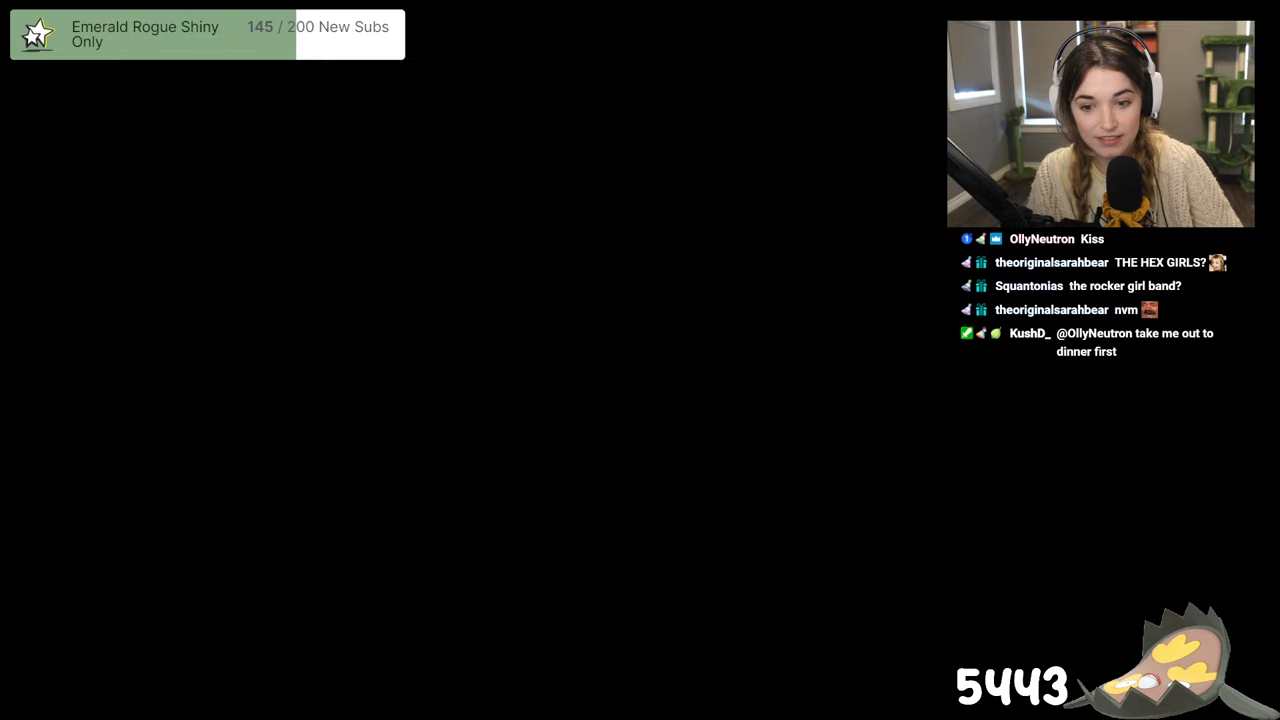 Emerald Rogue Shiny Only
145 / 200 New Subs
OllyNeutron Kiss
theoriginalsarahbear THE HEX GIRLS?
Squantonias the rocker girl band?
theoriginalsarahbear nvm
KushD_ @OllyNeutron take me out to
dinner first
5443